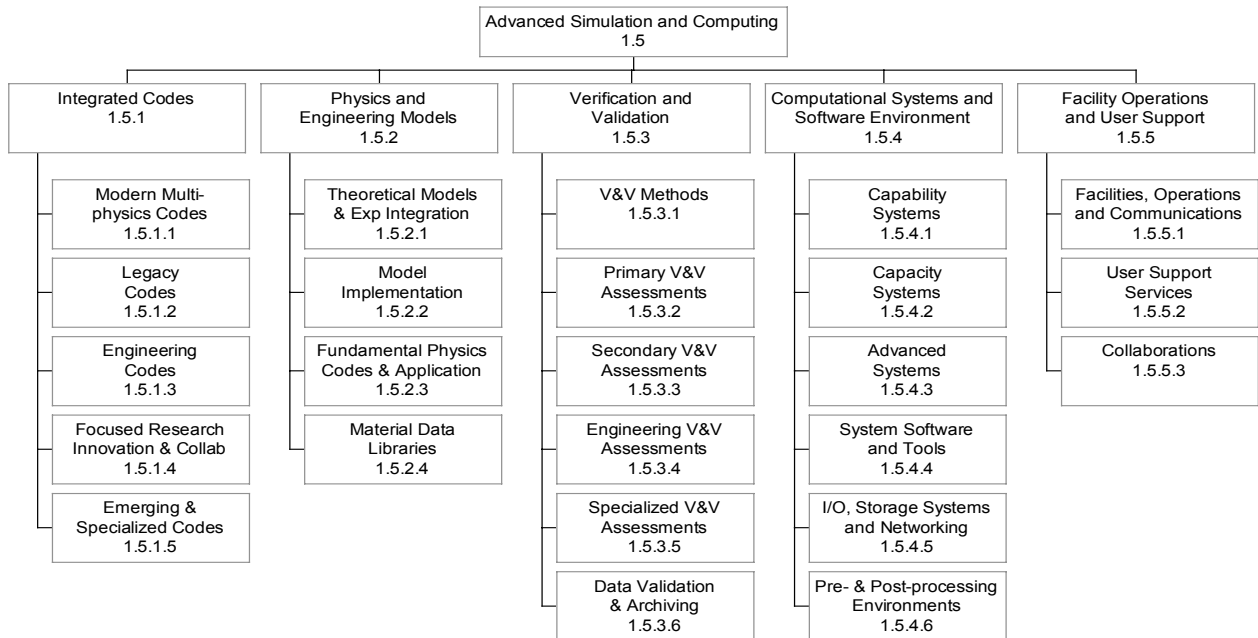 Advanced Simulation and Computing
1.5
Integrated Codes
1.5.1
Modern Multi-
physics Codes
1.5.1.1
Legacy
Codes
1.5.1.2
Engineering
Codes
1.5.1.3
Focused Research
Innovation & Collab
1.5.1.4
Emerging &
Specialized Codes
1.5.1.5
Physics and
Engineering Models
1.5.2
Theoretical Models
& Exp Integration
1.5.2.1
Model
Implementation
1.5.2.2
Fundamental Physics
Codes & Application
1.5.2.3
Material Data
Libraries
1.5.2.4
Verification and
Validation
1.5.3
V&V Methods
1.5.3.1
Primary V&V
Assessments
1.5.3.2
Secondary V&V
Assessments
1.5.3.3
Engineering V&V
Assessments
1.5.3.4
Specialized V&V
Assessments
1.5.3.5
Data Validation
& Archiving
1.5.3.6
Computational Systems and
Software Environment
1.5.4
Capability
Systems
1.5.4.1
Capacity
Systems
1.5.4.2
Advanced
Systems
1.5.4.3
System Software
and Tools
1.5.4.4
I/O, Storage Systems
and Networking
1.5.4.5
Pre- & Post-processing
Environments
1.5.4.6
Facility Operations
and User Support
1.5.5
Facilities, Operations
and Communications
1.5.5.1
User Support
Services
1.5.5.2
Collaborations
1.5.5.3